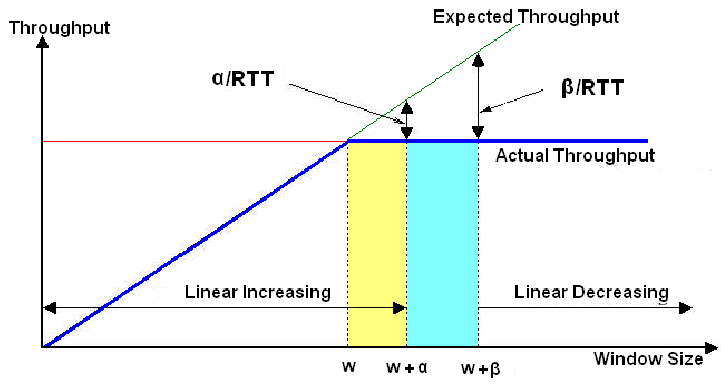 Expected Throughput
Throughput
α/RTT
β/RTT
Actual Throughput
Linear Increasing
Linear Decreasing
w
w + α
w + β
Window Size